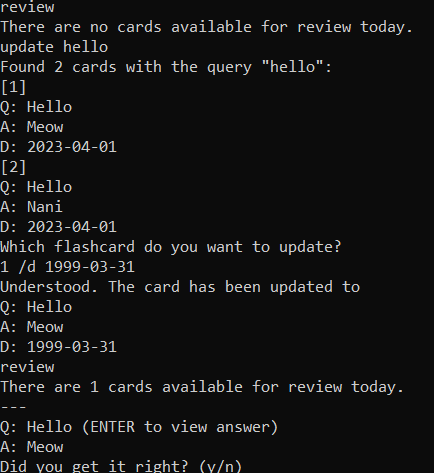 review
There are no cards available for review today.
update hello
Found 2 cards with the query "hello":
[1]
Q: Hello
A: Meow
D: 2023-04-01
[2]
Q: Hello
A: Nani
D: 2023-04-01
Which flashcard do you want to update?
1 /d 1999-03-31
Understood. The card has been updated to
Q: Hello
A: Meow
D: 1999-03-31
review
There are 1 cards available for review today.
---
Q: Hello (ENTER to view answer)
A: Meow
Did you get it right? (y/n)